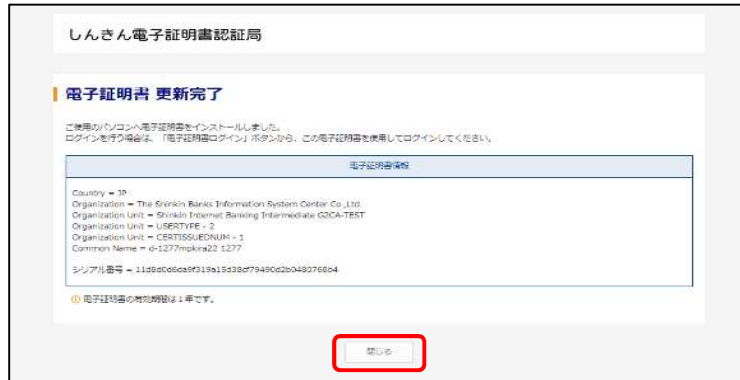 しんきん電子証明書認証局
電子証明書 更新完了
ご使用のパソコンへ電子証明書をインストールしました。
ログインを行う場合は、「電子証明書ログイン」ボタンから、この電子証明書を使用してログインしてください。
電子証明書情報
Country = JP
Organization = The Shinkin Banks Information System Center Co.,Ltd.
Organization Unit = Shinkin Internet Banking Intermediate G2CA-TEST
Organization Unit = USERTYPE - 2
Organization Unit = CERTISSUEDNUM - 1
Common Name = d-1277mpkira22 1277
シリアル番号 =
電子証明書の有効期限は1年です。
閉じる